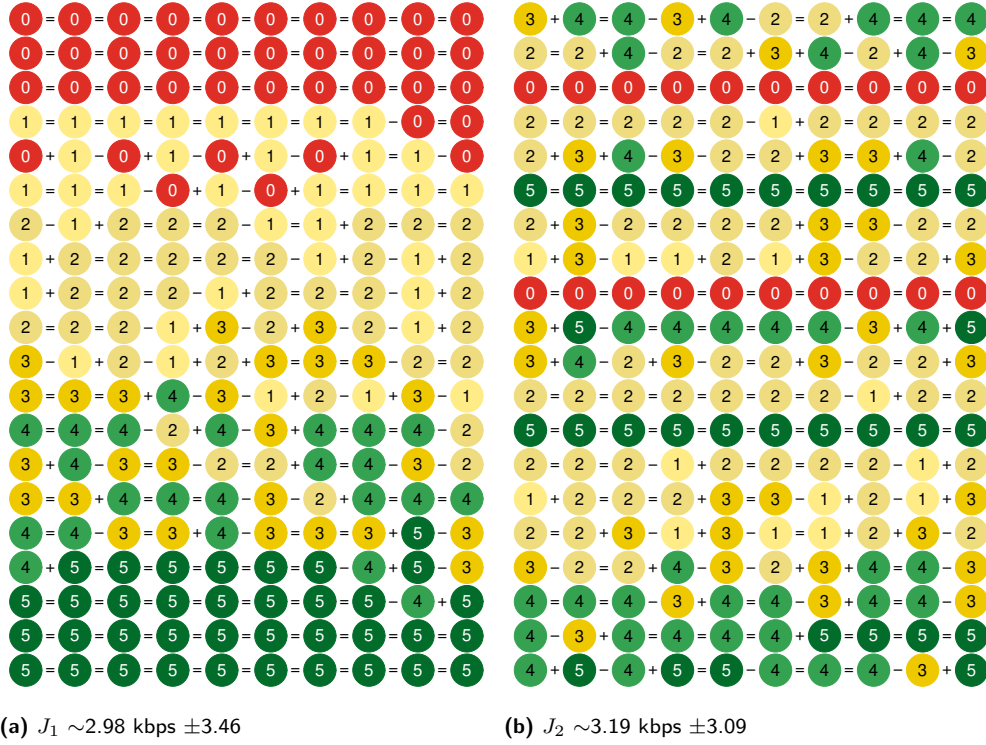 0 = 0 = 0 = 0 = 0 = 0 = 0 = 0 = 0 = 0
0 = 0 = 0 = 0 = 0 = 0 = 0 = 0 = 0 = 0
0 = 0 = 0 = 0 = 0 = 0 = 0 = 0 = 0 = 0
1 = 1 = 1 = 1 = 1 = 1 = 1 = 1 - 0 = 0
0 + 1 - 0 + 1 - 0 + 1 - 0 + 1 = 1 - 0
1 = 1 = 1 - 0 + 1 - 0 + 1 = 1 = 1 = 1
2 - 1 + 2 = 2 = 2 - 1 = 1 + 2 = 2 = 2
1 + 2 = 2 = 2 = 2 = 2 - 1 + 2 - 1 + 2
1 + 2 = 2 = 2 - 1 + 2 = 2 = 2 - 1 + 2
2 = 2 = 2 - 1 + 3 - 2 + 3 - 2 - 1 + 2
3 - 1 + 2 - 1 + 2 + 3 = 3 = 3 - 2 = 2
3 = 3 = 3 + 4 - 3 - 1 + 2 - 1 + 3 - 1
4 = 4 = 4 - 2 + 4 - 3 + 4 = 4 = 4 - 2
3 + 4 - 3 = 3 - 2 = 2 + 4 = 4 - 3 - 2
3 = 3 + 4 = 4 = 4 - 3 - 2 + 4 = 4 = 4
4 = 4 - 3 = 3 + 4 - 3 = 3 = 3 + 5 - 3
4 + 5 = 5 = 5 = 5 = 5 = 5 - 4 + 5 - 3
5 = 5 = 5 = 5 = 5 = 5 = 5 = 5 - 4 + 5
5 = 5 = 5 = 5 = 5 = 5 = 5 = 5 = 5 = 5
5 = 5 = 5 = 5 = 5 = 5 = 5 = 5 = 5 = 5
(a) J1 ~2.98 kbps ±3.46
3 + 4 = 4 - 3 + 4 - 2 = 2 + 4 = 4 = 4
2 = 2 + 4 - 2 = 2 + 3 + 4 - 2 + 4 - 3
0 = 0 = 0 = 0 = 0 = 0 = 0 = 0 = 0 = 0
2 = 2 = 2 = 2 = 2 - 1 + 2 = 2 = 2 = 2
2 + 3 + 4 - 3 - 2 = 2 + 3 = 3 + 4 - 2
5 = 5 = 5 = 5 = 5 = 5 = 5 = 5 = 5 = 5
2 + 3 - 2 = 2 = 2 = 2 + 3 = 3 - 2 = 2
1 + 3 - 1 = 1 + 2 - 1 + 3 - 2 = 2 + 3
0 = 0 = 0 = 0 = 0 = 0 = 0 = 0 = 0 = 0
3 + 5 - 4 = 4 = 4 = 4 = 4 - 3 + 4 + 5
3 + 4 - 2 + 3 - 2 = 2 + 3 - 2 = 2 + 3
2 = 2 = 2 = 2 = 2 = 2 = 2 - 1 + 2 = 2
5 = 5 = 5 = 5 = 5 = 5 = 5 = 5 = 5 = 5
2 = 2 = 2 - 1 + 2 = 2 = 2 = 2 - 1 + 2
1 + 2 = 2 = 2 + 3 = 3 - 1 + 2 - 1 + 3
2 = 2 + 3 - 1 + 3 - 1 = 1 + 2 + 3 - 2
3 - 2 = 2 + 4 - 3 - 2 + 3 + 4 = 4 - 3
4 = 4 = 4 - 3 + 4 = 4 - 3 + 4 = 4 - 3
4 - 3 + 4 = 4 = 4 = 4 + 5 = 5 = 5 = 5
4 + 5 - 4 + 5 = 5 - 4 = 4 = 4 - 3 + 5
(b) J2 ~3.19 kbps ±3.09